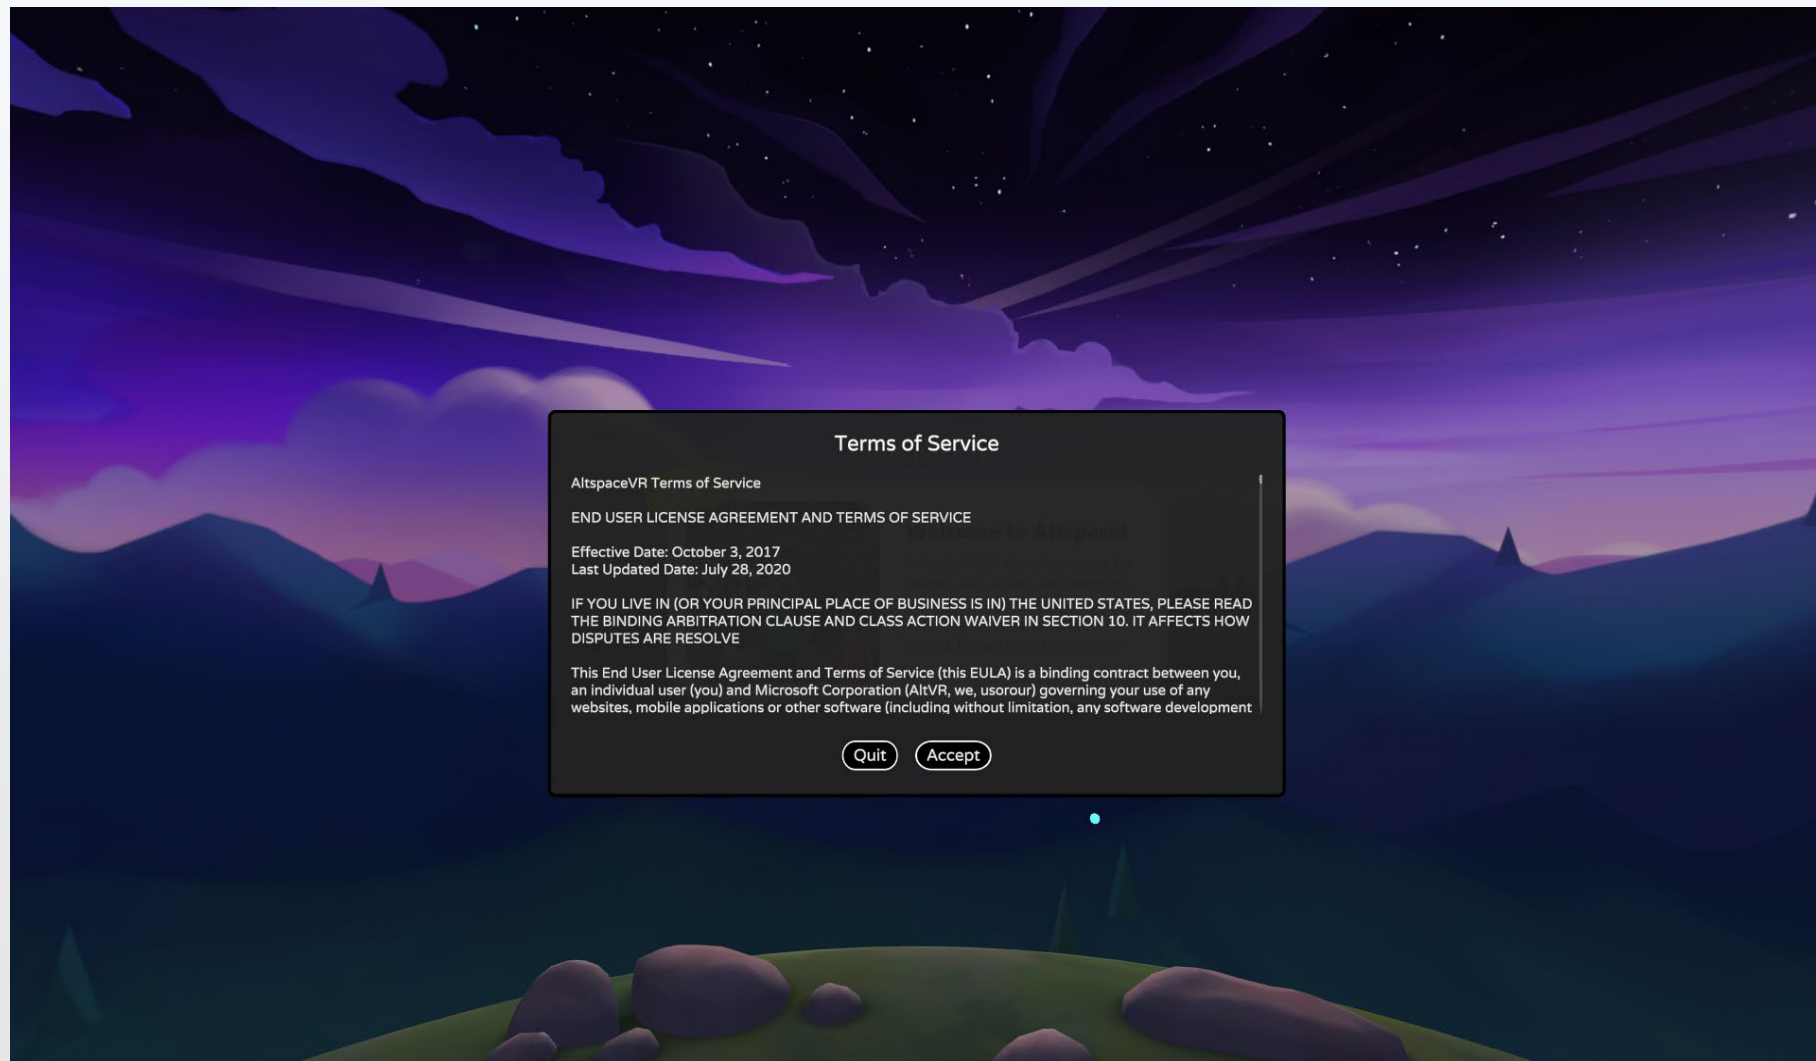 Terms of Service
AltspaceVR Terms of Service
END USER LICENSE AGREEMENT AND TERMS OF SERVICE
Effective Date: October 3, 2017
Last Updated Date: July 28, 2020
IF YOU LIVE IN (OR YOUR PRINCIPAL PLACE OF BUSINESS IS IN) THE UNITED STATES, PLEASE READ
THE BINDING ARBITRATION CLAUSE AND CLASS ACTION WAIVER IN SECTION 10. IT AFFECTS HOW
DISPUTES ARE RESOLVE
This End User License Agreement and Terms of Service (this EULA) is a binding contract between you,
an individual user (you) and Microsoft Corporation (AltVR, we, usorour) governing your use of any
websites, mobile applications or other software (including without limitation, any software development
Quit Accept
Welcome to Altspace!